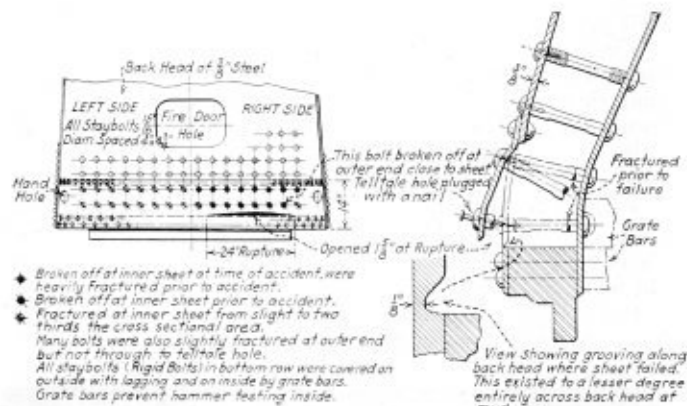 Back Head of 3/8" Steel
LEFT SIDE
RIGHT SIDE
Fire Door
Hole
All Staybolts
Diam Spaced
Hand
Hole
This bolt broken off at
outer end close to sheet
Telltale hole plugged
with a nail
24" Rupture
Opened 1 5/8" at Rupture
3/8"
Fractured
prior to
failure
Grate
Bars
1/8"
Broken off at inner sheet at time of accident, were
heavily Fractured prior to accident.
Broken off at inner sheet prior to accident.
Fractured at inner sheet from slight to two
thirds the cross sectional area.
Many bolts were also slightly fractured at outer end
but not through to telltale hole.
All staybolts (Rigid Bolts) in bottom row were covered on
outside with lagging and on inside by grate bars.
Grate bars prevent hammer testing inside.
View showing grooving along
back head where sheet failed.
This existed to a lesser degree
entirely across back head at